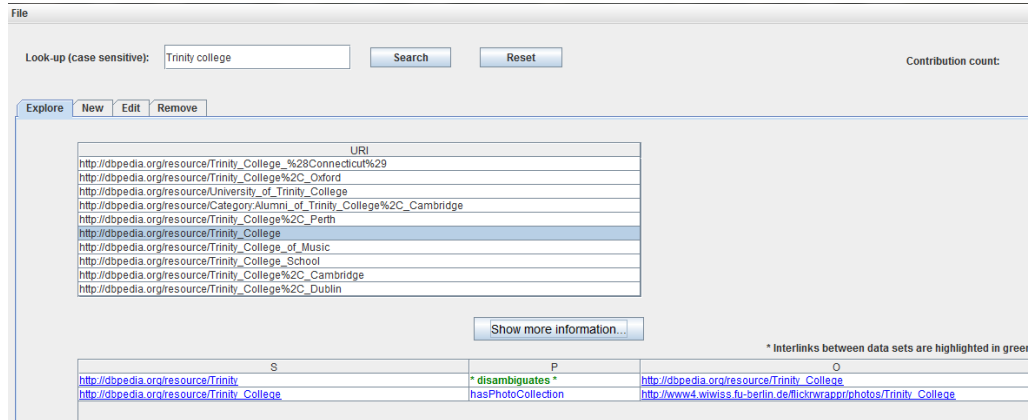 File
Look-up (case sensitive): Trinity college Search Reset Contribution count:
Explore New Edit Remove
URI
http://dbpedia.org/resource/Trinity_College_%28Connecticut%29
http://dbpedia.org/resource/Trinity_College%2C_Oxford
http://dbpedia.org/resource/University_of_Trinity_College
http://dbpedia.org/resource/Category:Alumni_of_Trinity_College%2C_Cambridge
http://dbpedia.org/resource/Trinity_College%2C_Perth
http://dbpedia.org/resource/Trinity_College
http://dbpedia.org/resource/Trinity_College_of_Music
http://dbpedia.org/resource/Trinity_College_School
http://dbpedia.org/resource/Trinity_College%2C_Cambridge
http://dbpedia.org/resource/Trinity_College%2C_Dublin
Show more information...
* Interlinks between data sets are highlighted in green
S P O
http://dbpedia.org/resource/Trinity * disambiguates * http://dbpedia.org/resource/Trinity_College
http://dbpedia.org/resource/Trinity_College hasPhotoCollection http://www4.wiwiss.fu-berlin.de/flickrwrappr/photos/Trinity_College